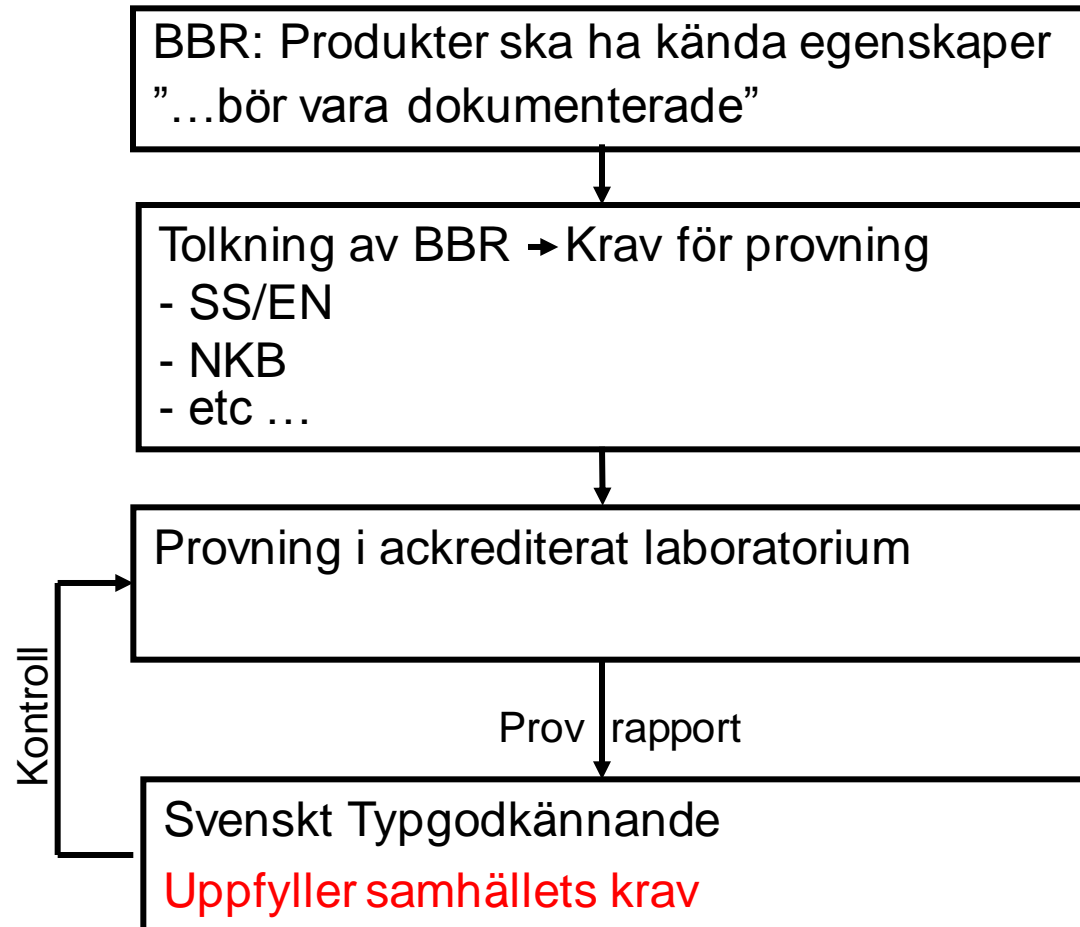 BBR: Produkter ska ha kända egenskaper
”…bör vara dokumenterade”
Tolkning av BBR → Krav för provning
- SS/EN
- NKB
- etc …
Provning i ackrediterat laboratorium
Kontroll
Prov rapport
Svenskt Typgodkännande
Uppfyller samhällets krav